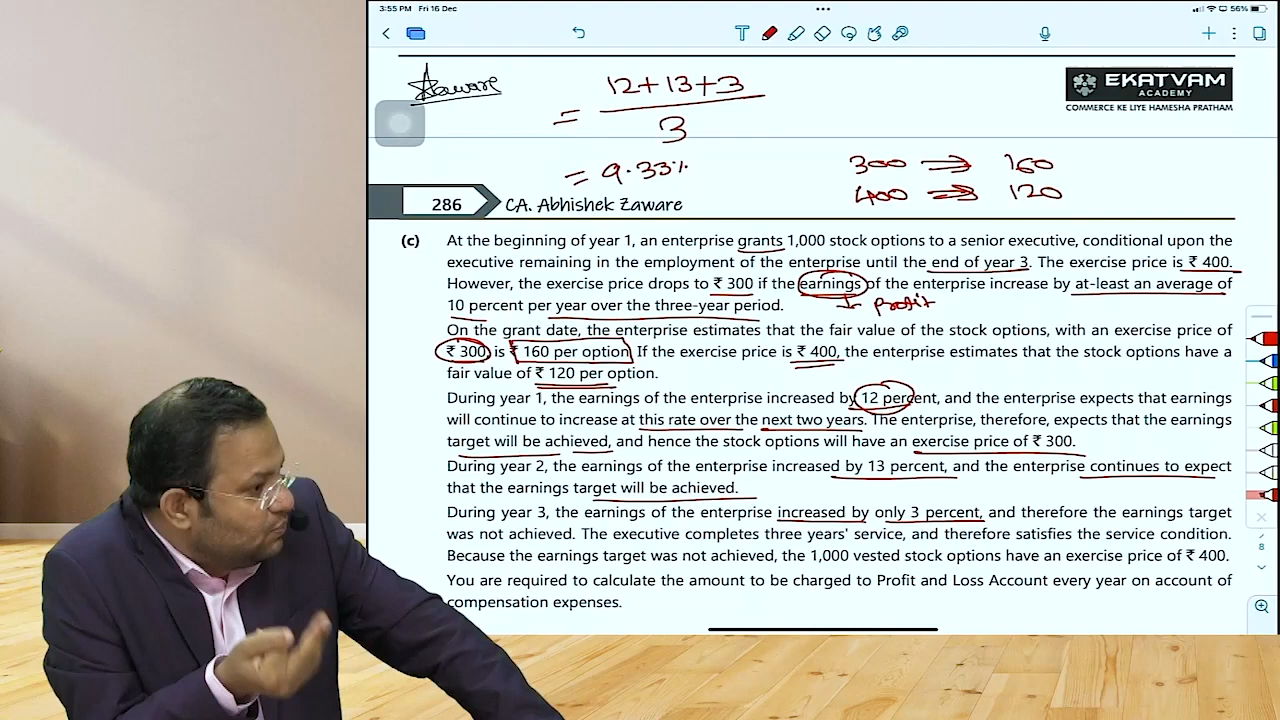 3:55 PM Fri 16 Dec
56%
Zaware
12+13+3
=
3
= 9.33%
EKATVAM
ACADEMY
COMMERCE KE LIYE HAMESHA PRATHAM
300 ⇒ 160
400 ⇒ 120
286 CA. Abhishek Zaware
(c) At the beginning of year 1, an enterprise grants 1,000 stock options to a senior executive, conditional upon the
executive remaining in the employment of the enterprise until the end of year 3. The exercise price is ₹ 400.
However, the exercise price drops to ₹ 300 if the earnings of the enterprise increase by at-least an average of
10 percent per year over the three-year period.
Profit
On the grant date, the enterprise estimates that the fair value of the stock options, with an exercise price of
₹ 300, is ₹ 160 per option. If the exercise price is ₹ 400, the enterprise estimates that the stock options have a
fair value of ₹ 120 per option.
During year 1, the earnings of the enterprise increased by 12 percent, and the enterprise expects that earnings
will continue to increase at this rate over the next two years. The enterprise, therefore, expects that the earnings
target will be achieved, and hence the stock options will have an exercise price of ₹ 300.
During year 2, the earnings of the enterprise increased by 13 percent, and the enterprise continues to expect
that the earnings target will be achieved.
During year 3, the earnings of the enterprise increased by only 3 percent, and therefore the earnings target
was not achieved. The executive completes three years' service, and therefore satisfies the service condition.
Because the earnings target was not achieved, the 1,000 vested stock options have an exercise price of ₹ 400.
You are required to calculate the amount to be charged to Profit and Loss Account every year on account of
compensation expenses.
8